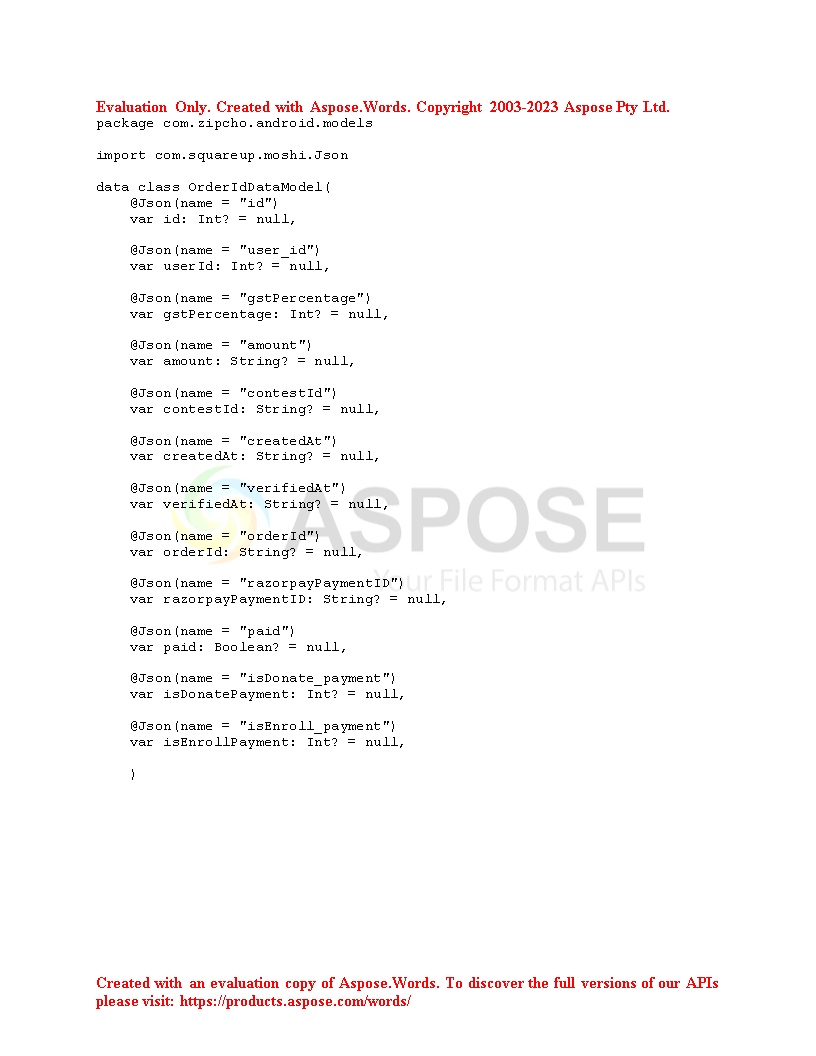 Evaluation Only. Created with Aspose.Words. Copyright 2003-2023 Aspose Pty Ltd.
package com.zipcho.android.models

import com.squareup.moshi.Json

data class OrderIdDataModel(
    @Json(name = "id")
    var id: Int? = null,

    @Json(name = "user_id")
    var userId: Int? = null,

    @Json(name = "gstPercentage")
    var gstPercentage: Int? = null,

    @Json(name = "amount")
    var amount: String? = null,

    @Json(name = "contestId")
    var contestId: String? = null,

    @Json(name = "createdAt")
    var createdAt: String? = null,

    @Json(name = "verifiedAt")
    var verifiedAt: String? = null,

    @Json(name = "orderId")
    var orderId: String? = null,

    @Json(name = "razorpayPaymentID")
    var razorpayPaymentID: String? = null,

    @Json(name = "paid")
    var paid: Boolean? = null,

    @Json(name = "isDonate_payment")
    var isDonatePayment: Int? = null,

    @Json(name = "isEnroll_payment")
    var isEnrollPayment: Int? = null,

    )
ASPOSE
Your File Format APIs
Created with an evaluation copy of Aspose.Words. To discover the full versions of our APIs
please visit: https://products.aspose.com/words/